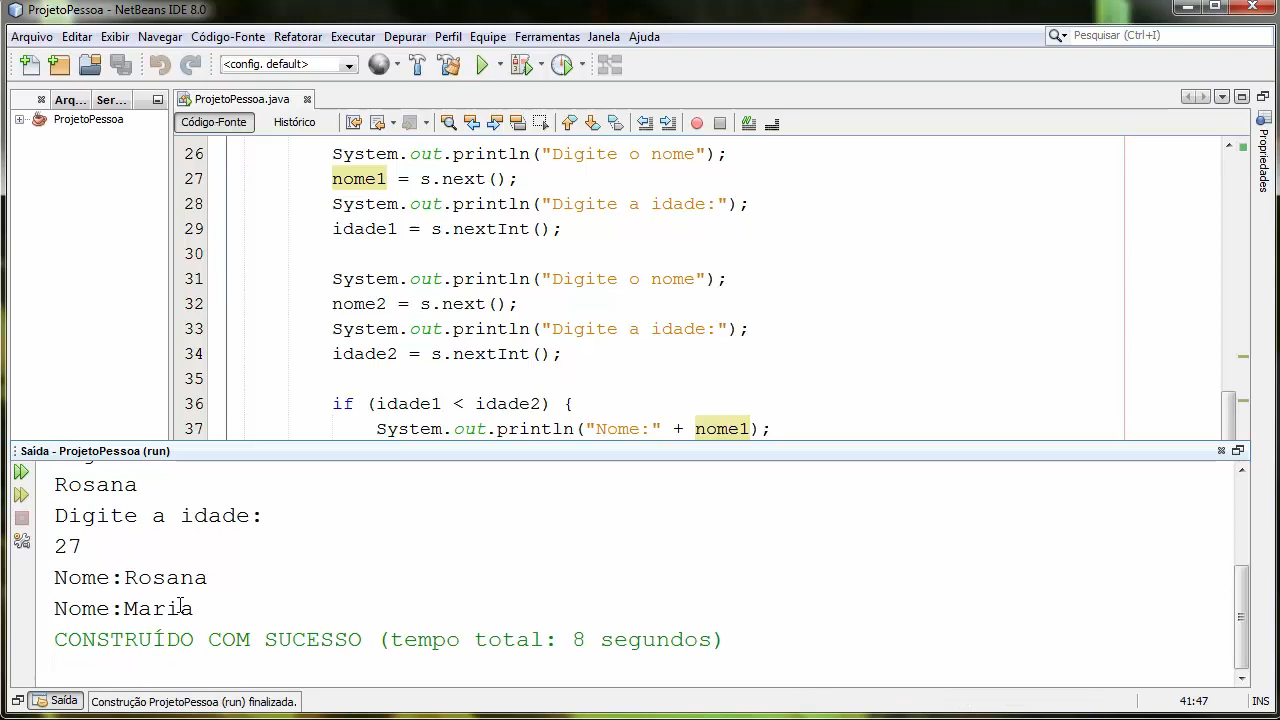 ProjetoPessoa - NetBeans IDE 8.0
Arquivo Editar Exibir Navegar Código-Fonte Refatorar Executar Depurar Perfil Equipe Ferramentas Janela Ajuda
Pesquisar (Ctrl+I)
<config. default>
Arq... Ser...
ProjetoPessoa.java
ProjetoPessoa
Código-Fonte Histórico
Propriedades
26 System.out.println("Digite o nome");
27 nome1 = s.next();
28 System.out.println("Digite a idade:");
29 idade1 = s.nextInt();
30
31 System.out.println("Digite o nome");
32 nome2 = s.next();
33 System.out.println("Digite a idade:");
34 idade2 = s.nextInt();
35
36 if (idade1 < idade2) {
37 System.out.println("Nome:" + nome1);
Saída - ProjetoPessoa (run)
Rosana
Digite a idade:
27
Nome:Rosana
Nome:Maria
CONSTRUÍDO COM SUCESSO (tempo total: 8 segundos)
Saída
Construção ProjetoPessoa (run) finalizada.
41:47 INS